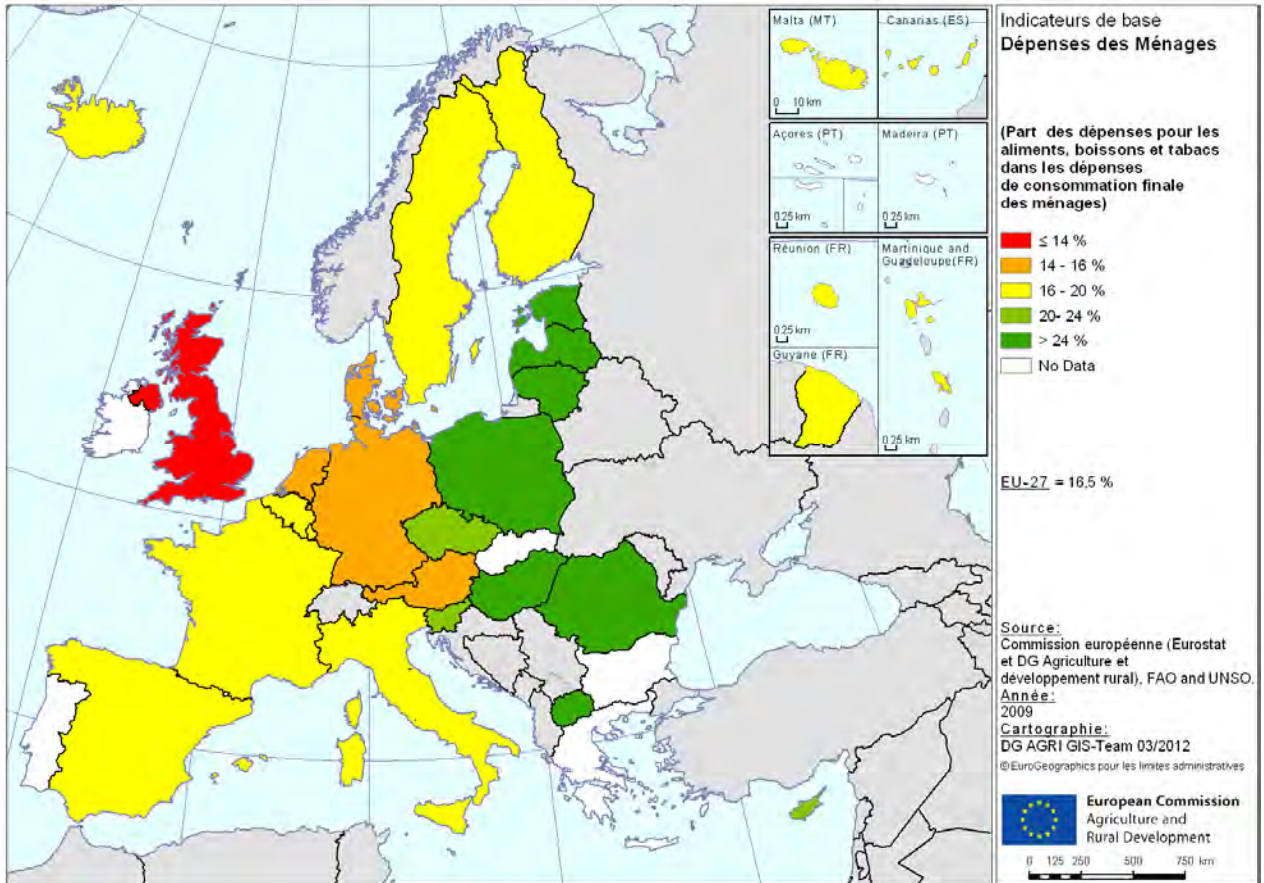 Malta (MT)
Canarias (ES)
0 10 km
Açores (PT)
Madeira (PT)
0 25 km
0 25 km
Réunion (FR)
Martinique and
Guadeloupe(FR)
0 25 km
Guyane (FR)
0 25 km
Indicateurs de base
Dépenses des Ménages
(Part des dépenses pour les
aliments, boissons et tabacs
dans les dépenses
de consommation finale
des ménages)
≤ 14 %
14 - 16 %
16 - 20 %
20- 24 %
> 24 %
No Data
EU-27 = 16,5 %
Source:
Commission européenne (Eurostat
et DG Agriculture et
développement rural), FAO and UNSO.
Année:
2009
Cartographie:
DG AGRI GIS-Team 03/2012
©EuroGeographics pour les limites administratives
European Commission
Agriculture and
Rural Development
0 125 250 500 750 km